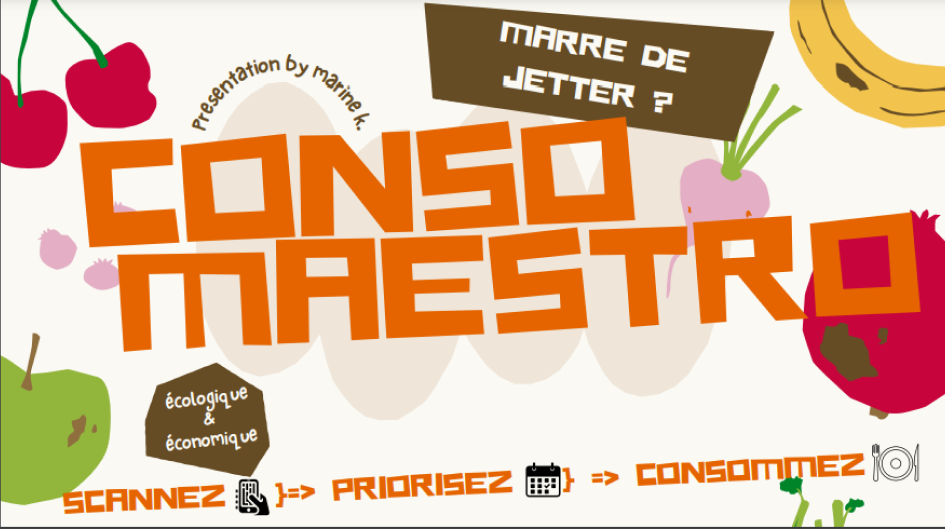 MARRE DE
JETTER ?
Presentation by marine k.
CONSO
MAESTRO
écologique
&
économique
SCANNEZ }=> PRIORISEZ } => CONSOMMEZ